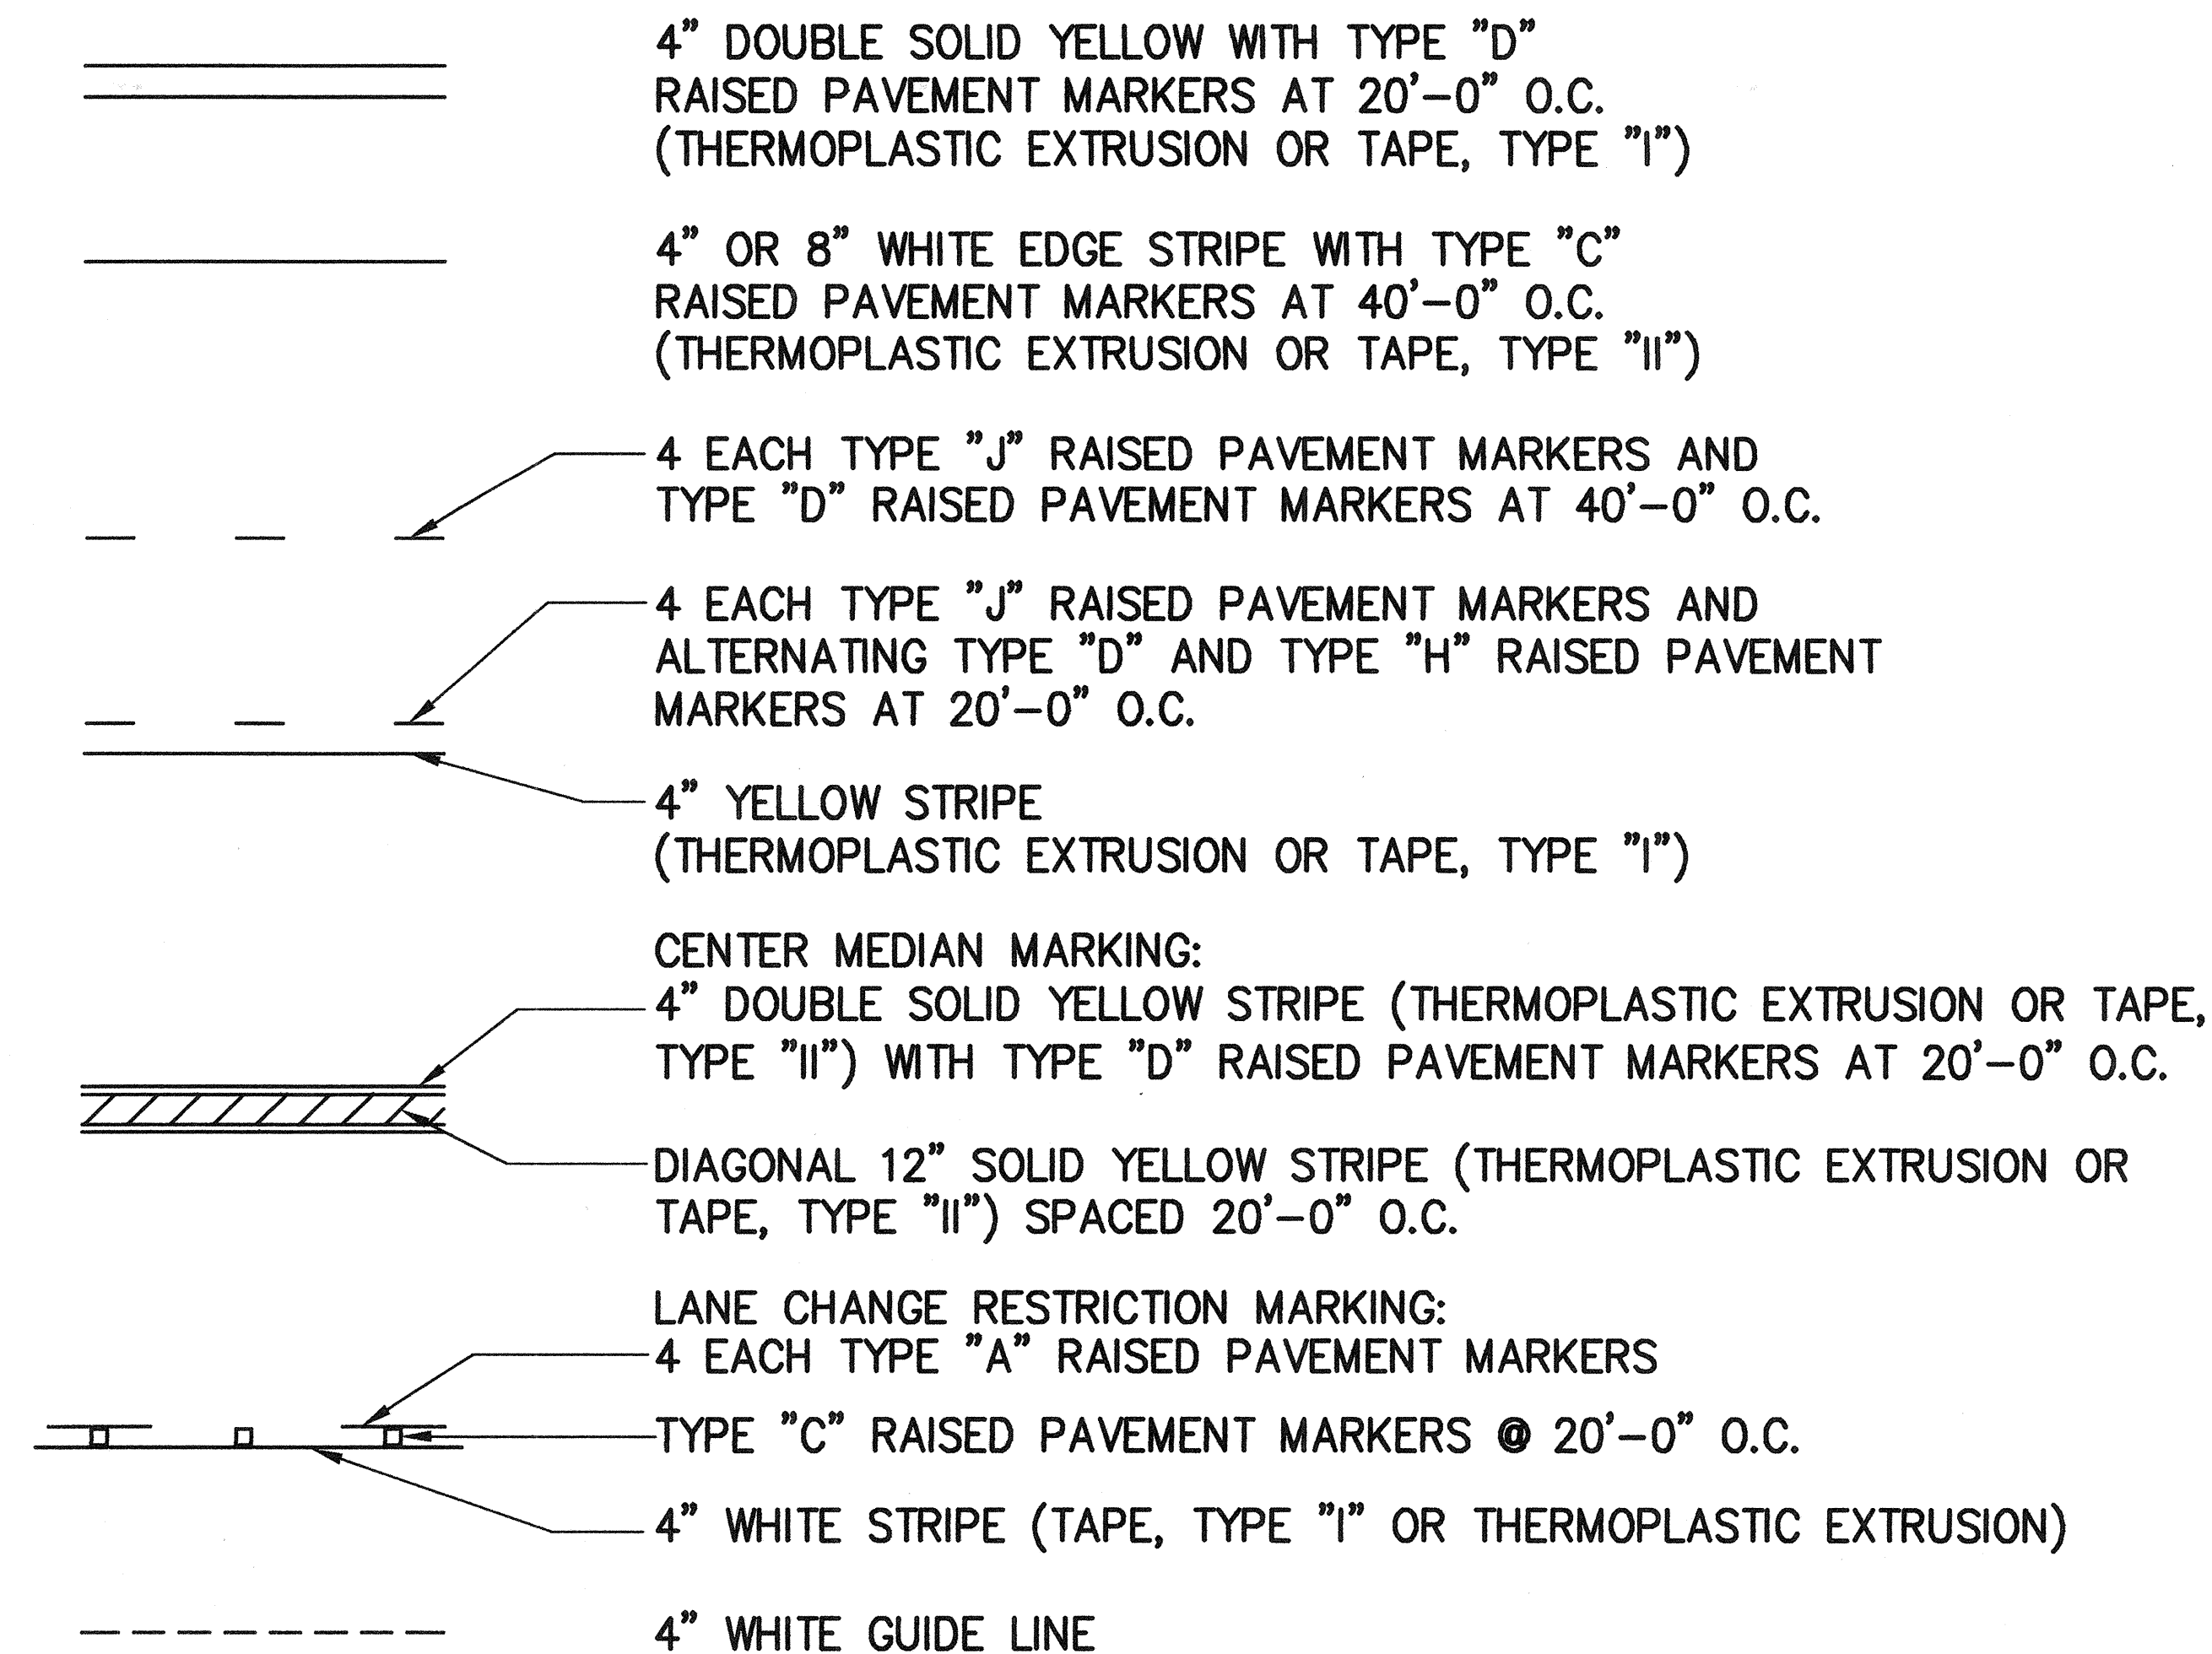 4” DOUBLE SOLID YELLOW WITH TYPE ”D”
RAISED PAVEMENT MARKERS AT 20’–0” O.C.
(THERMOPLASTIC EXTRUSION OR TAPE, TYPE ”I”)
4” OR 8” WHITE EDGE STRIPE WITH TYPE ”C”
RAISED PAVEMENT MARKERS AT 40’–0” O.C.
(THERMOPLASTIC EXTRUSION OR TAPE, TYPE ”II”)
4 EACH TYPE ”J” RAISED PAVEMENT MARKERS AND
TYPE ”D” RAISED PAVEMENT MARKERS AT 40’–0” O.C.
4 EACH TYPE ”J” RAISED PAVEMENT MARKERS AND
ALTERNATING TYPE ”D” AND TYPE ”H” RAISED PAVEMENT
MARKERS AT 20’–0” O.C.
4” YELLOW STRIPE
(THERMOPLASTIC EXTRUSION OR TAPE, TYPE ”I”)
CENTER MEDIAN MARKING:
4” DOUBLE SOLID YELLOW STRIPE (THERMOPLASTIC EXTRUSION OR TAPE,
TYPE ”II”) WITH TYPE ”D” RAISED PAVEMENT MARKERS AT 20’–0” O.C.
DIAGONAL 12” SOLID YELLOW STRIPE (THERMOPLASTIC EXTRUSION OR
TAPE, TYPE ”II”) SPACED 20’–0” O.C.
LANE CHANGE RESTRICTION MARKING:
4 EACH TYPE ”A” RAISED PAVEMENT MARKERS
TYPE ”C” RAISED PAVEMENT MARKERS @ 20’–0” O.C.
4” WHITE STRIPE (TAPE, TYPE ”I” OR THERMOPLASTIC EXTRUSION)
4” WHITE GUIDE LINE